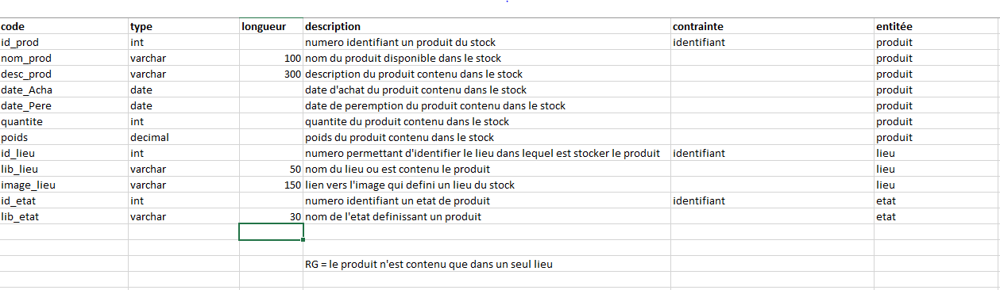 code type longueur description contrainte entitée
id_prod int numero identifiant un produit du stock identifiant produit
nom_prod varchar 100 nom du produit disponible dans le stock produit
desc_prod varchar 300 description du produit contenu dans le stock produit
date_Acha date date d'achat du produit contenu dans le stock produit
date_Pere date date de peremption du produit contenu dans le stock produit
quantite int quantite du produit contenu dans le stock produit
poids decimal poids du produit contenu dans le stock produit
id_lieu int numero permettant d'identifier le lieu dans lequel est stocker le produit identifiant lieu
lib_lieu varchar 50 nom du lieu ou est contenu le produit lieu
image_lieu varchar 150 lien vers l'image qui defini un lieu du stock lieu
id_etat int numero identifiant un etat de produit identifiant etat
lib_etat varchar 30 nom de l'etat definissant un produit etat
RG = le produit n'est contenu que dans un seul lieu